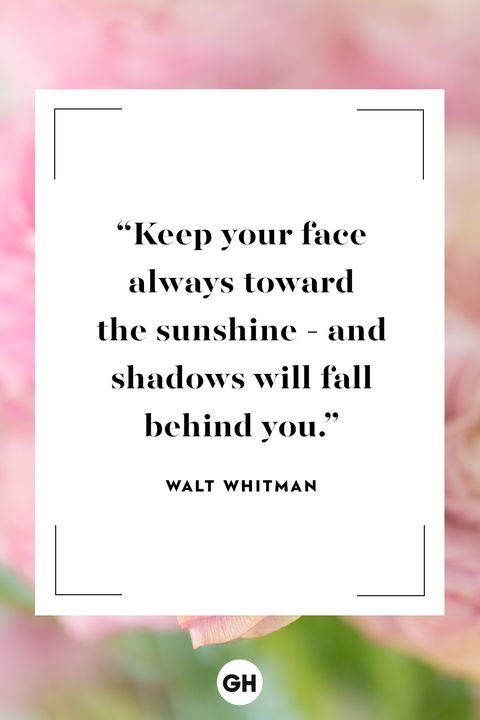 “Keep your face
always toward
the sunshine - and
shadows will fall
behind you.”
WALT WHITMAN
GH